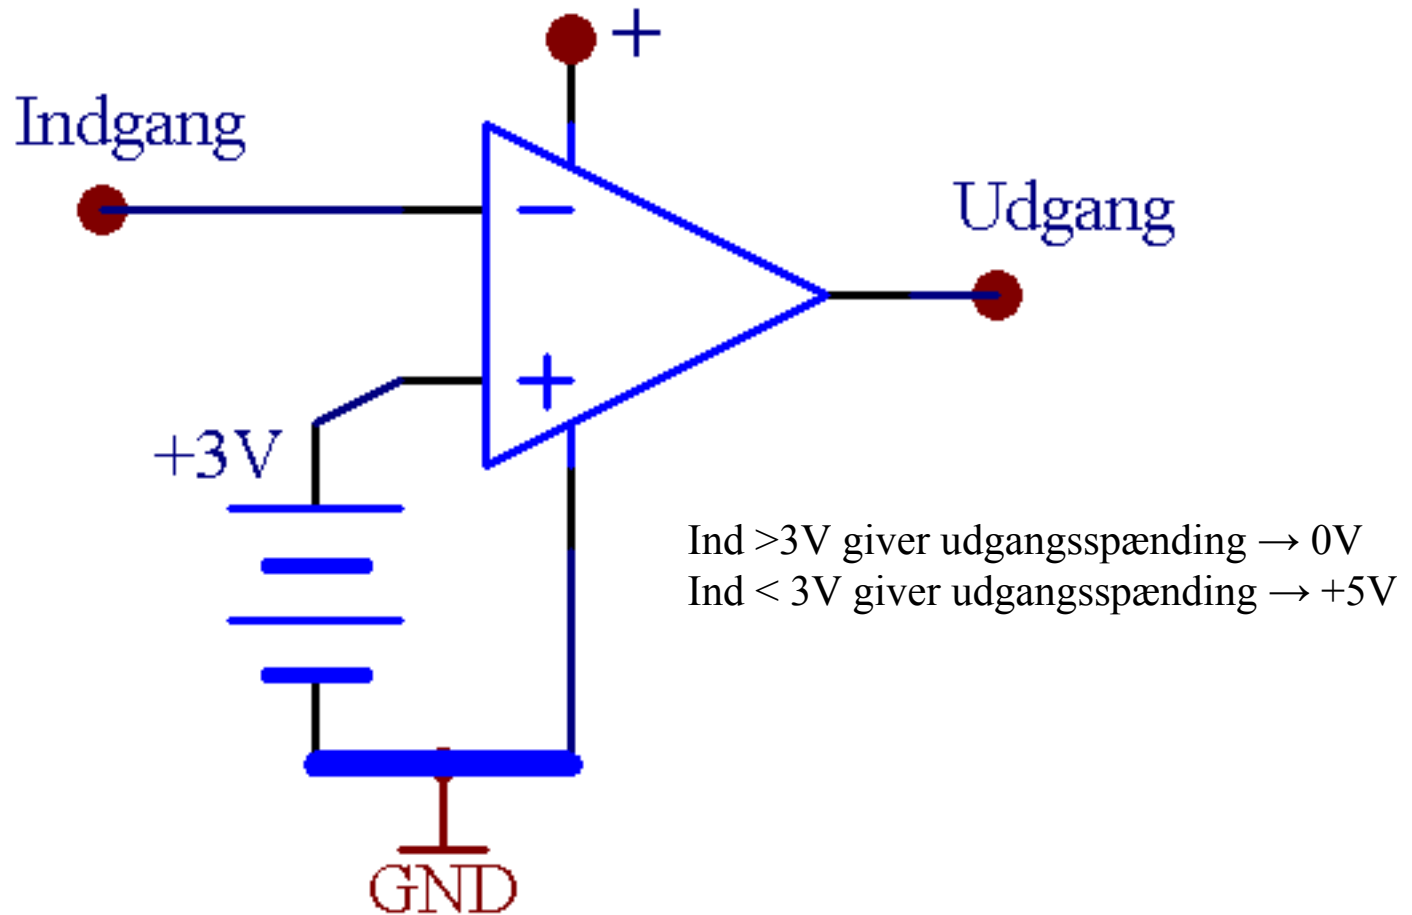 +
Indgang
Udgang
−
+
+3V
Ind >3V giver udgangsspænding → 0V
Ind < 3V giver udgangsspænding → +5V
GND